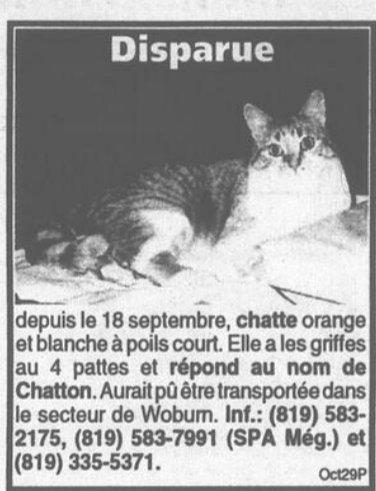 Disparue
depuis le 18 septembre, chatte orange
et blanche à poils court. Elle a les griffes
au 4 pattes et répond au nom de
Chatton. Aurait pû être transportée dans
le secteur de Woburn. Inf.: (819) 583-
2175, (819) 583-7991 (SPA Még.) et
(819) 335-5371.
Oct29P